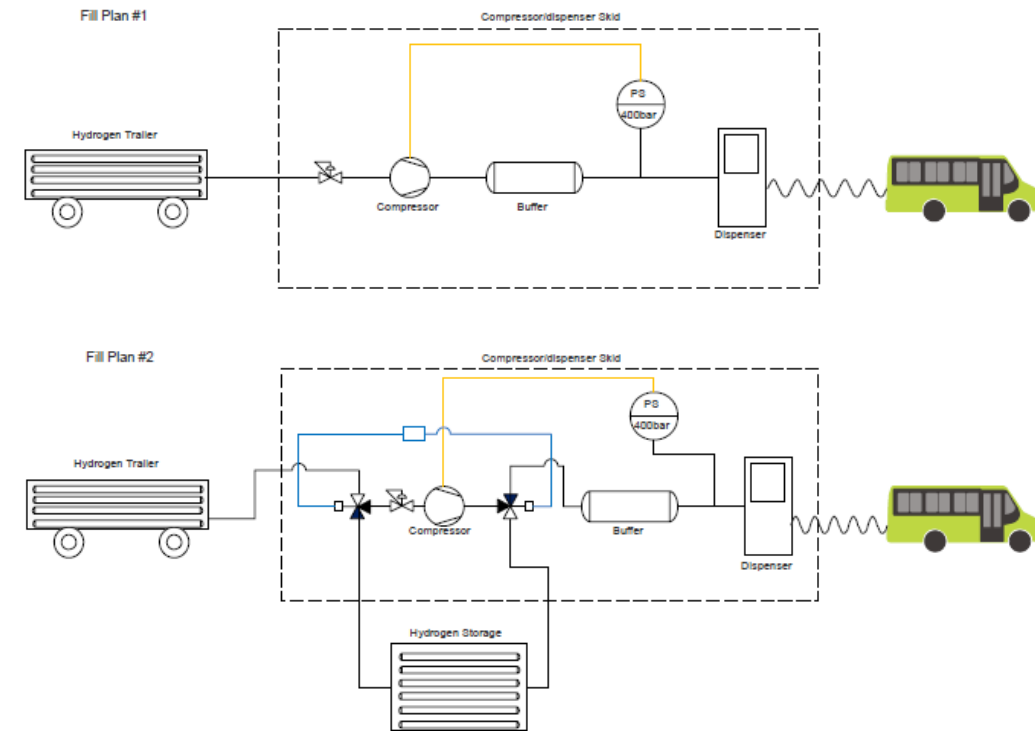 Fill Plan #1
Compressor/dispenser Skid
PS
400bar
Hydrogen Trailer
Compressor
Buffer
Dispenser
Fill Plan #2
Compressor/dispenser Skid
PS
400bar
Hydrogen Trailer
Compressor
Buffer
Dispenser
Hydrogen Storage